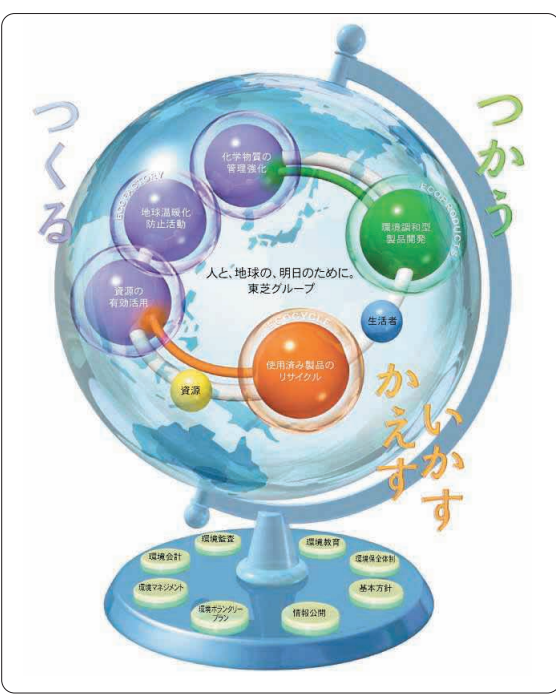 つくる
つかう
化学物質の
管理強化
ECOFACTORY
地球温暖化
防止活動
ECOPRODUCTS
環境調和型
製品開発
人と、地球の、明日のために。
東芝グループ
資源の
有効活用
生活者
ECOCYCLE
使用済み製品の
リサイクル
資源
いかす
かえす
環境監査
環境教育
環境会計
環境保全体制
環境マネジメント
基本方針
環境ボランタリー
プラン
情報公開